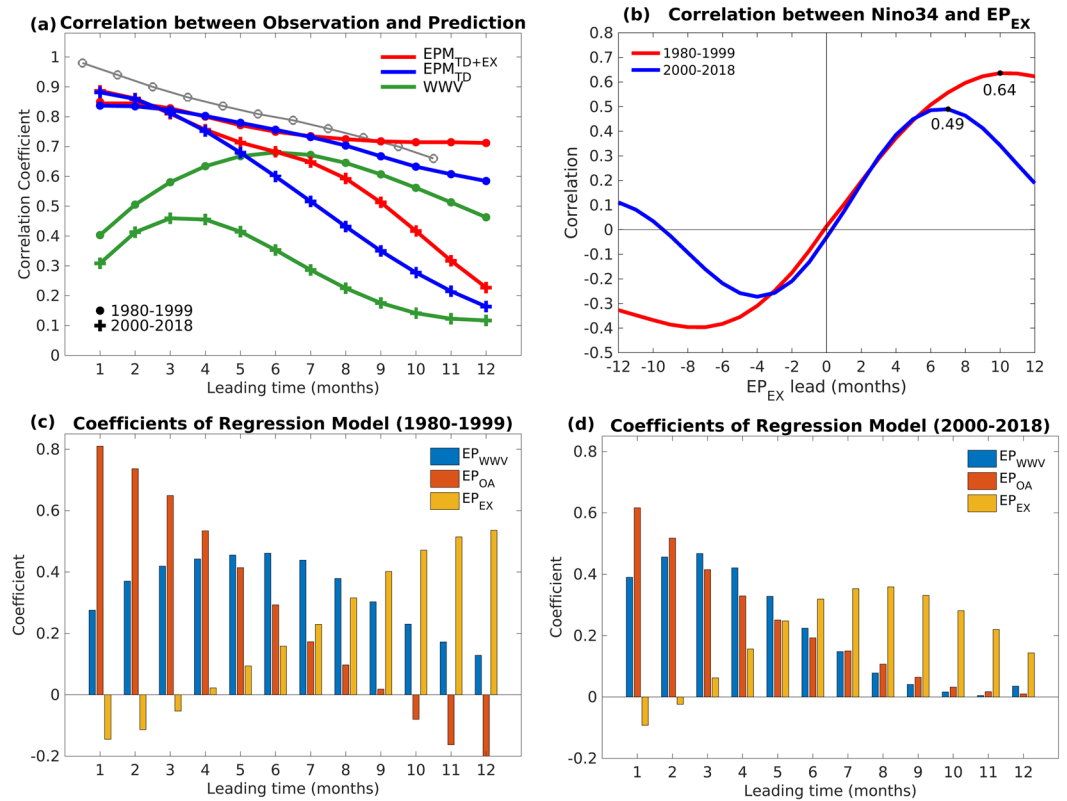 (a) Correlation between Observation and Prediction
EPM_TD+EX
EPM_TD
WWV
1980-1999
2000-2018
1
0.9
0.8
0.7
0.6
0.5
0.4
0.3
0.2
0.1
0
Correlation Coefficient
1 2 3 4 5 6 7 8 9 10 11 12
Leading time (months)
(b) Correlation between Nino34 and EP_EX
1980-1999
2000-2018
0.64
0.49
0.8
0.6
0.5
0.3
0.2
0
-0.1
-0.3
-0.4
-0.5
Correlation
-12 -10 -8 -6 -4 -2 0 2 4 6 8 10 12
EP_EX lead (months)
(c) Coefficients of Regression Model (1980-1999)
EP_WWV
EP_OA
EP_EX
0.8
0.6
0.4
0.2
0
-0.2
Coefficient
1 2 3 4 5 6 7 8 9 10 11 12
Leading time (months)
(d) Coefficients of Regression Model (2000-2018)
EP_WWV
EP_OA
EP_EX
0.8
0.6
0.4
0.2
0
-0.2
Coefficient
1 2 3 4 5 6 7 8 9 10 11 12
Leading time (months)